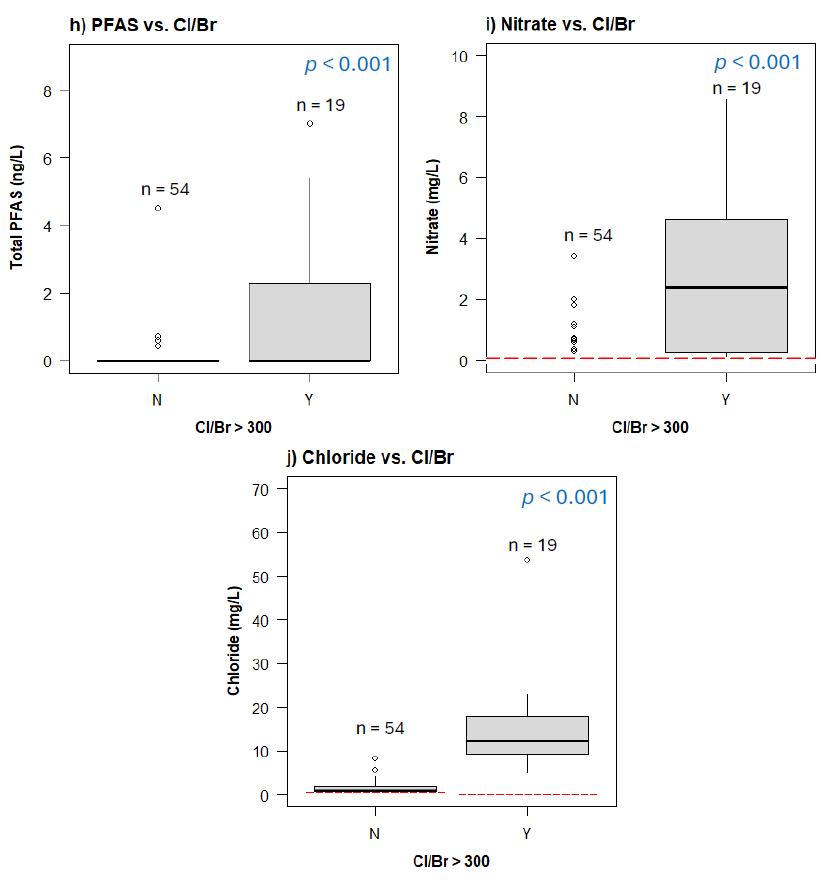 h) PFAS vs. Cl/Br
p < 0.001
n = 19
n = 54
Total PFAS (ng/L)
8
6
4
2
0
N
Y
Cl/Br > 300
i) Nitrate vs. Cl/Br
p < 0.001
n = 19
n = 54
Nitrate (mg/L)
10
8
6
4
2
0
N
Y
Cl/Br > 300
j) Chloride vs. Cl/Br
p < 0.001
n = 19
n = 54
Chloride (mg/L)
70
60
50
40
30
20
10
0
N
Y
Cl/Br > 300